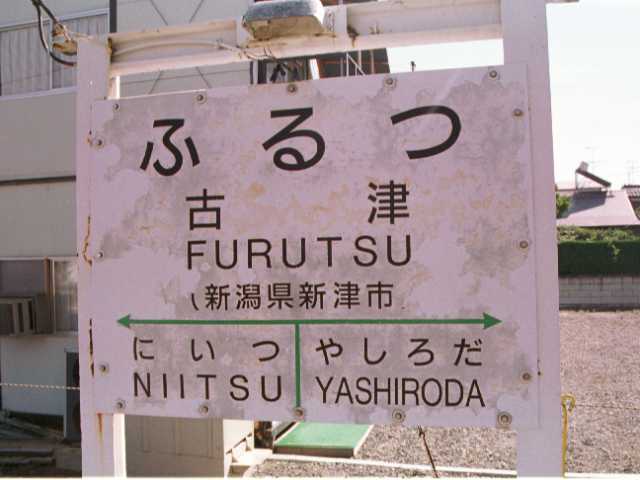 ふるつ
古津
FURUTSU
(新潟県新津市
にいつ やしろだ
NIITSU YASHIRODA